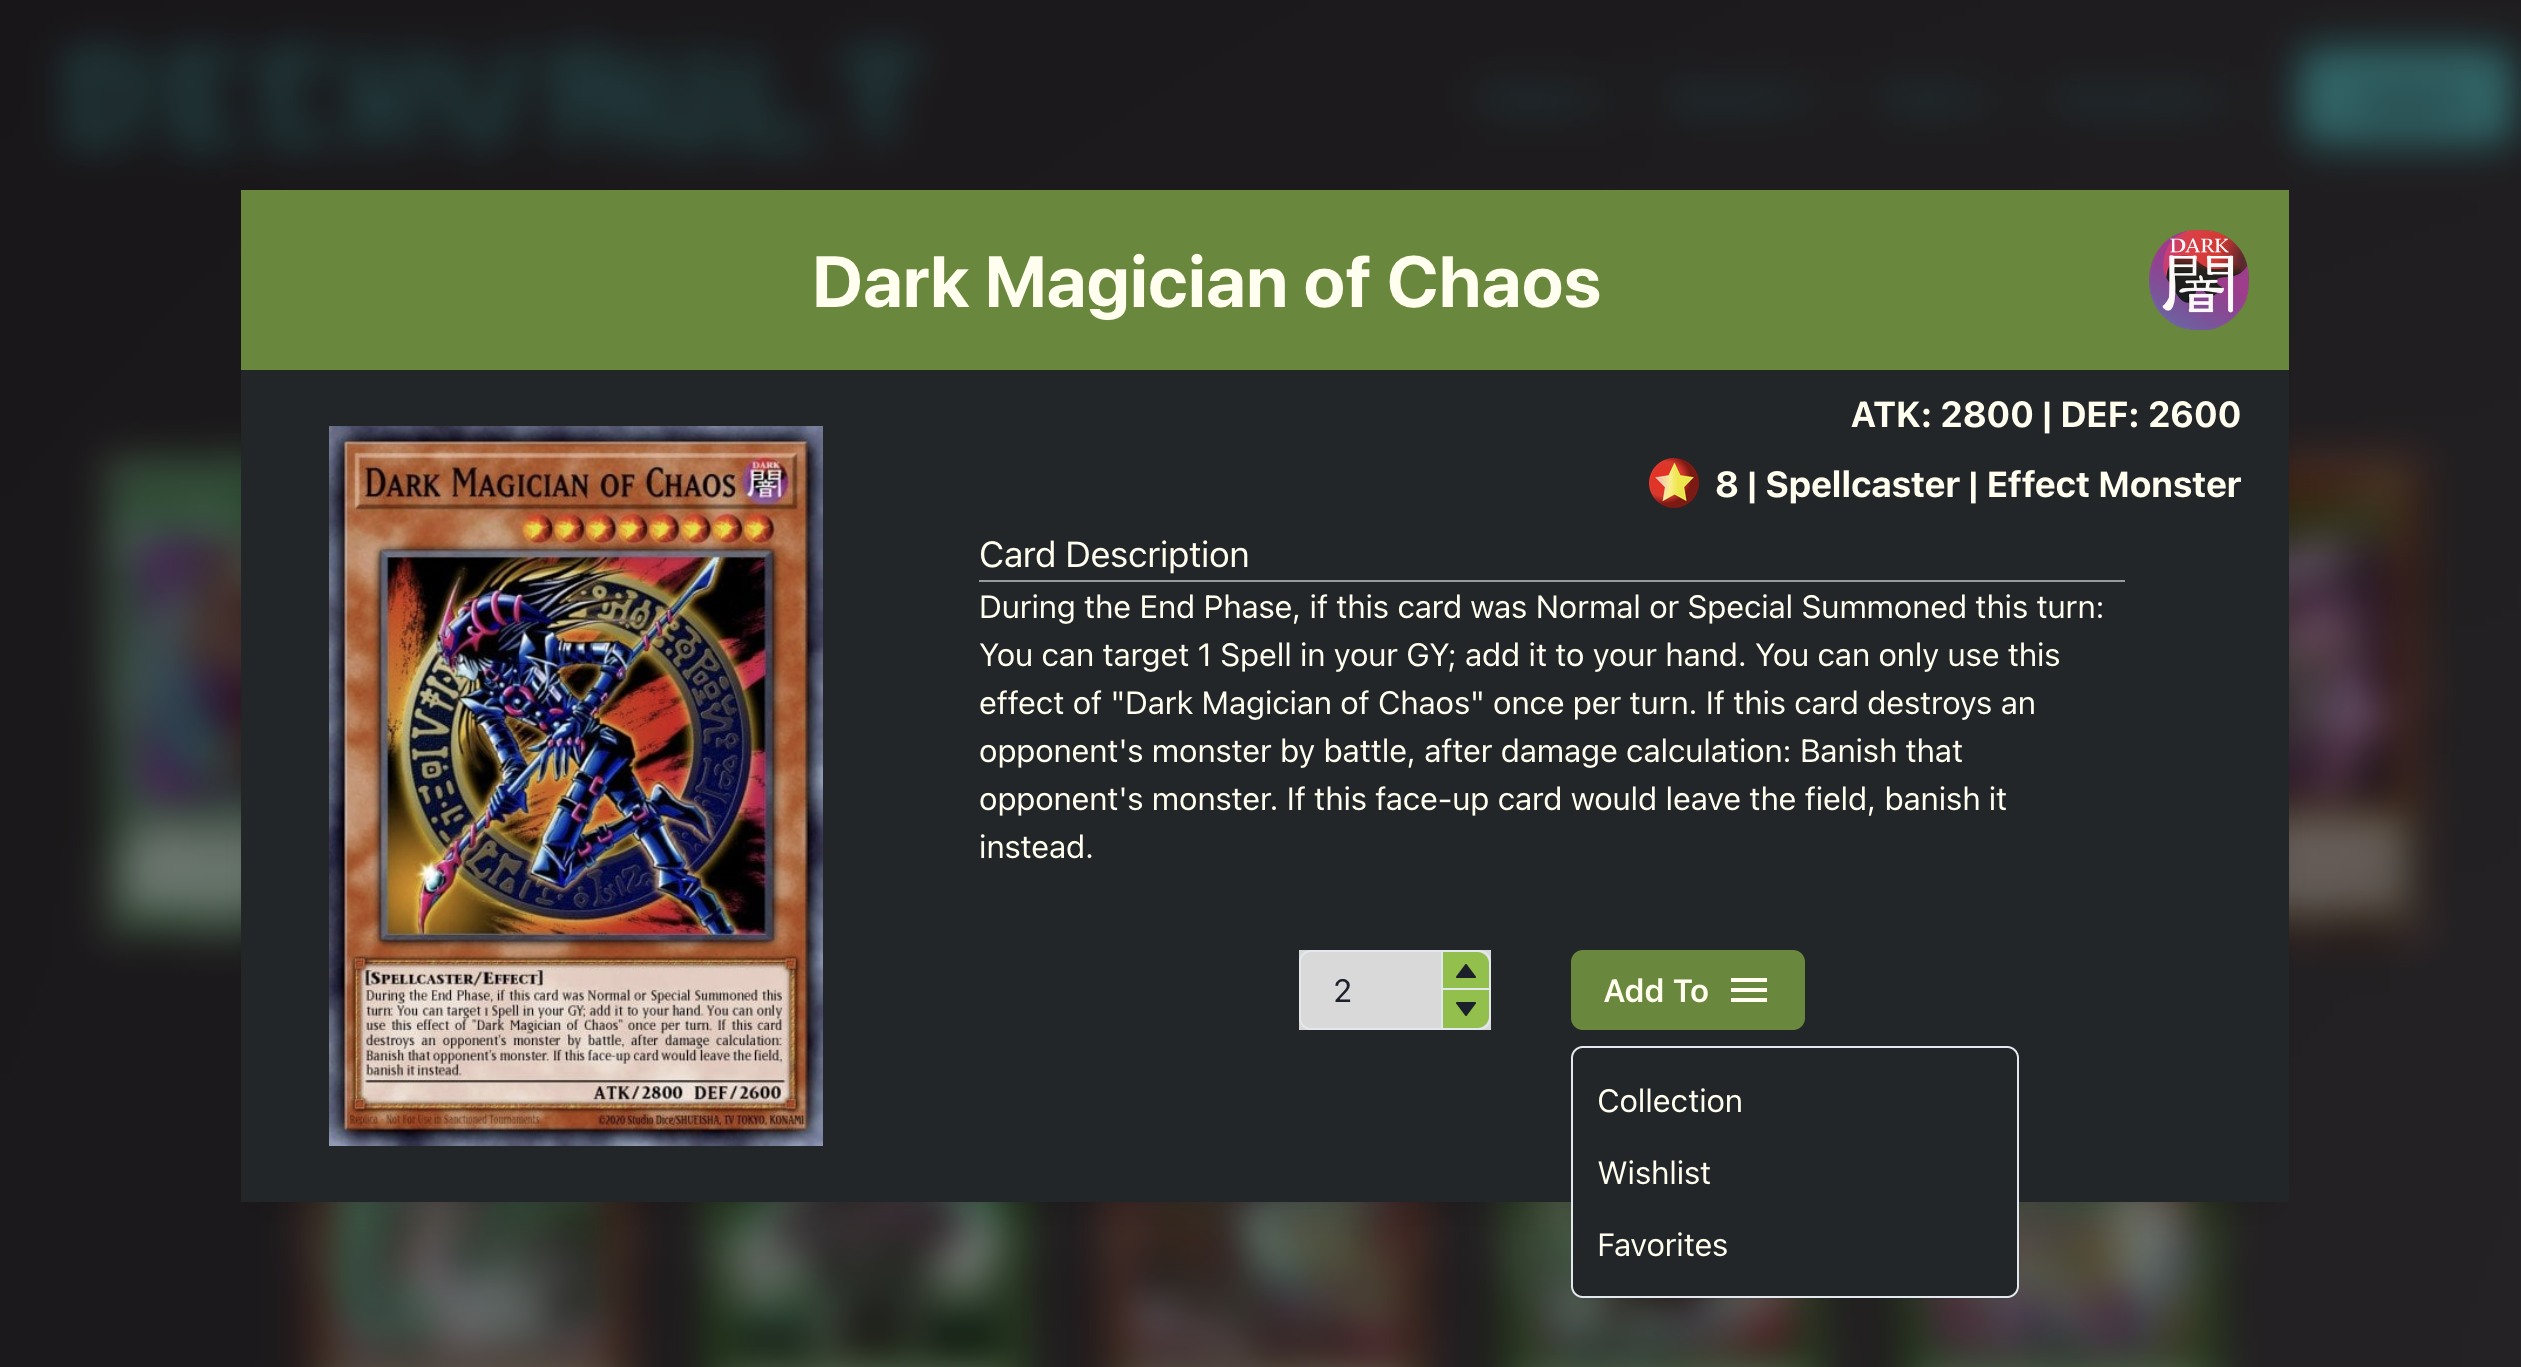 Dark Magician of Chaos
DARK
闇
ATK: 2800 | DEF: 2600
8 | Spellcaster | Effect Monster
Card Description
During the End Phase, if this card was Normal or Special Summoned this turn:
You can target 1 Spell in your GY; add it to your hand. You can only use this
effect of "Dark Magician of Chaos" once per turn. If this card destroys an
opponent's monster by battle, after damage calculation: Banish that
opponent's monster. If this face-up card would leave the field, banish it
instead.
2
Add To
Collection
Wishlist
Favorites
DARK MAGICIAN OF CHAOS
DARK
闇
[SPELLCASTER/EFFECT]
During the End Phase, if this card was Normal or Special Summoned this
turn: You can target 1 Spell in your GY; add it to your hand. You can only
use this effect of "Dark Magician of Chaos" once per turn. If this card
destroys an opponent's monster by battle, after damage calculation:
Banish that opponent's monster. If this face-up card would leave the field,
banish it instead.
ATK/2800 DEF/2600
Replica - Not For Use in Sanctioned Tournaments
©2020 Studio Dice/SHUEISHA, TV TOKYO, KONAMI